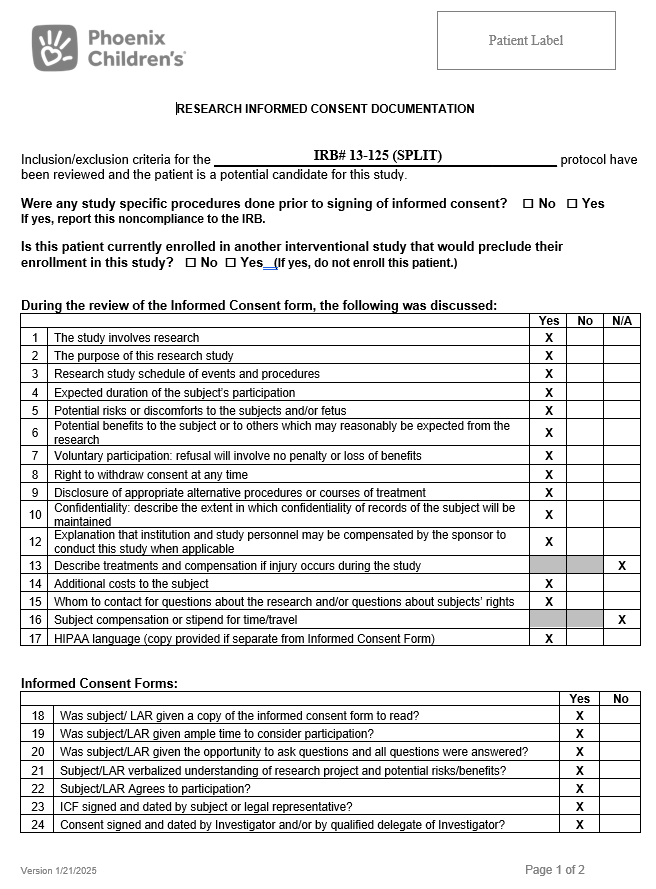 Phoenix
Children's
Patient Label
RESEARCH INFORMED CONSENT DOCUMENTATION
Inclusion/exclusion criteria for the IRB# 13-125 (SPLIT) protocol have
been reviewed and the patient is a potential candidate for this study.
Were any study specific procedures done prior to signing of informed consent? ☐ No ☐ Yes
If yes, report this noncompliance to the IRB.
Is this patient currently enrolled in another interventional study that would preclude their
enrollment in this study? ☐ No ☐ Yes__(If yes, do not enroll this patient.)
During the review of the Informed Consent form, the following was discussed:
Yes No N/A
1 The study involves research X
2 The purpose of this research study X
3 Research study schedule of events and procedures X
4 Expected duration of the subject's participation X
5 Potential risks or discomforts to the subjects and/or fetus X
6 Potential benefits to the subject or to others which may reasonably be expected from the X
research
7 Voluntary participation: refusal will involve no penalty or loss of benefits X
8 Right to withdraw consent at any time X
9 Disclosure of appropriate alternative procedures or courses of treatment X
10 Confidentiality: describe the extent in which confidentiality of records of the subject will be X
maintained
12 Explanation that institution and study personnel may be compensated by the sponsor to X
conduct this study when applicable
13 Describe treatments and compensation if injury occurs during the study X
14 Additional costs to the subject X
15 Whom to contact for questions about the research and/or questions about subjects' rights X
16 Subject compensation or stipend for time/travel X
17 HIPAA language (copy provided if separate from Informed Consent Form) X
Informed Consent Forms:
Yes No
18 Was subject/ LAR given a copy of the informed consent form to read? X
19 Was subject/LAR given ample time to consider participation? X
20 Was subject/LAR given the opportunity to ask questions and all questions were answered? X
21 Subject/LAR verbalized understanding of research project and potential risks/benefits? X
22 Subject/LAR Agrees to participation? X
23 ICF signed and dated by subject or legal representative? X
24 Consent signed and dated by Investigator and/or by qualified delegate of Investigator? X
Version 1/21/2025
Page 1 of 2